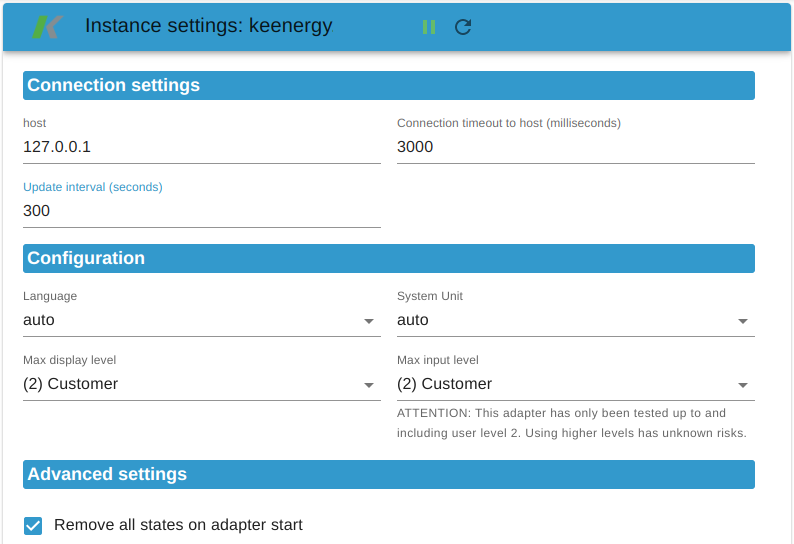 Instance settings: keenergy
Connection settings
host
Connection timeout to host (milliseconds)
127.0.0.1
3000
Update interval (seconds)
300
Configuration
Language
System Unit
auto
auto
Max display level
Max input level
(2) Customer
(2) Customer
ATTENTION: This adapter has only been tested up to and
including user level 2. Using higher levels has unknown risks.
Advanced settings
Remove all states on adapter start